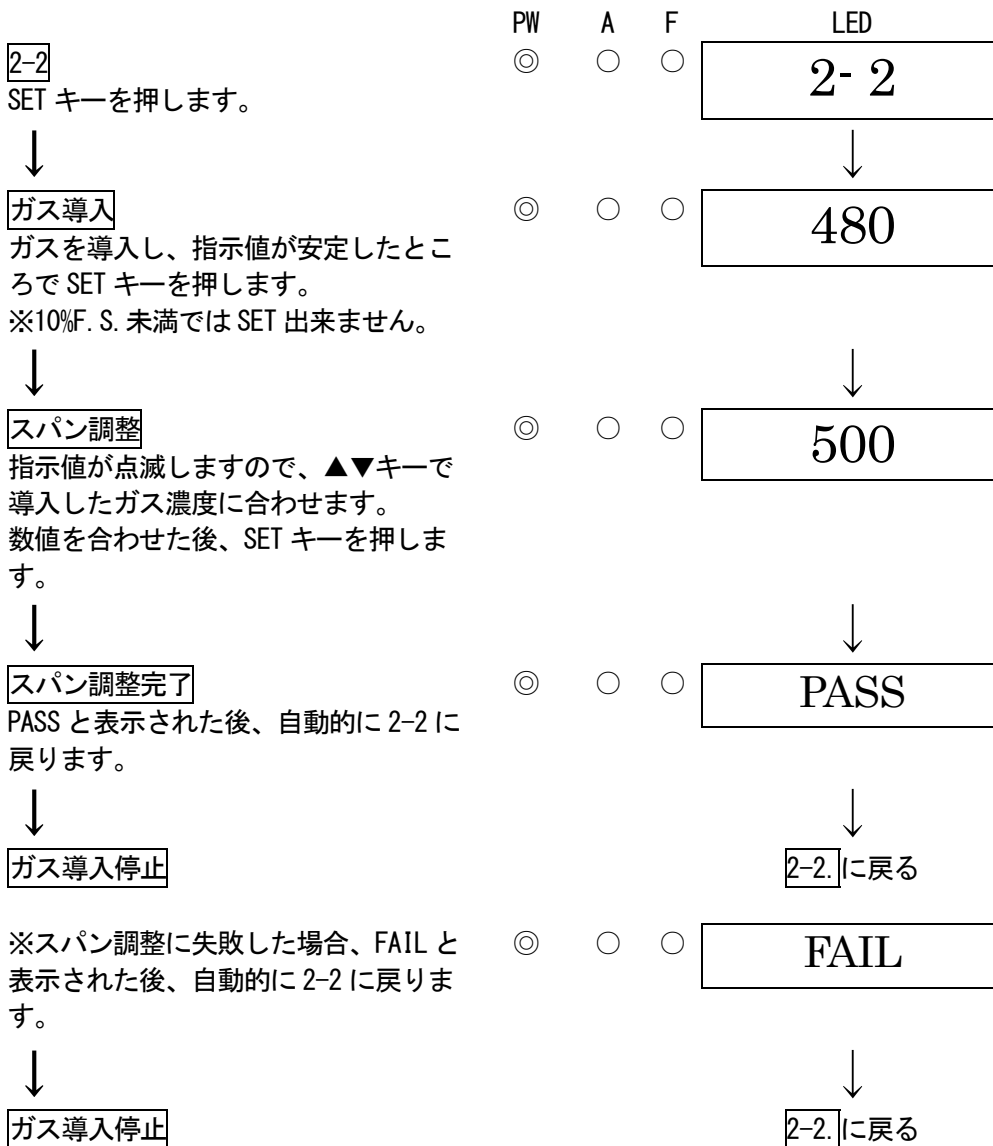 PW A F LED
2-2 ◎ ○ ○ 2- 2
SET キーを押します。
↓ ↓
ガス導入 ◎ ○ ○ 480
ガスを導入し、指示値が安定したとこ
ろで SET キーを押します。
※10%F.S.未満では SET 出来ません。
↓ ↓
スパン調整 ◎ ○ ○ 500
指示値が点滅しますので、▲▼キーで
導入したガス濃度に合わせます。
数値を合わせた後、SET キーを押しま
す。
↓ ↓
スパン調整完了 ◎ ○ ○ PASS
PASS と表示された後、自動的に 2-2 に
戻ります。
↓ ↓
ガス導入停止 2-2.に戻る
※スパン調整に失敗した場合、FAIL と ◎ ○ ○ FAIL
表示された後、自動的に 2-2 に戻りま
す。
↓ ↓
ガス導入停止 2-2.に戻る